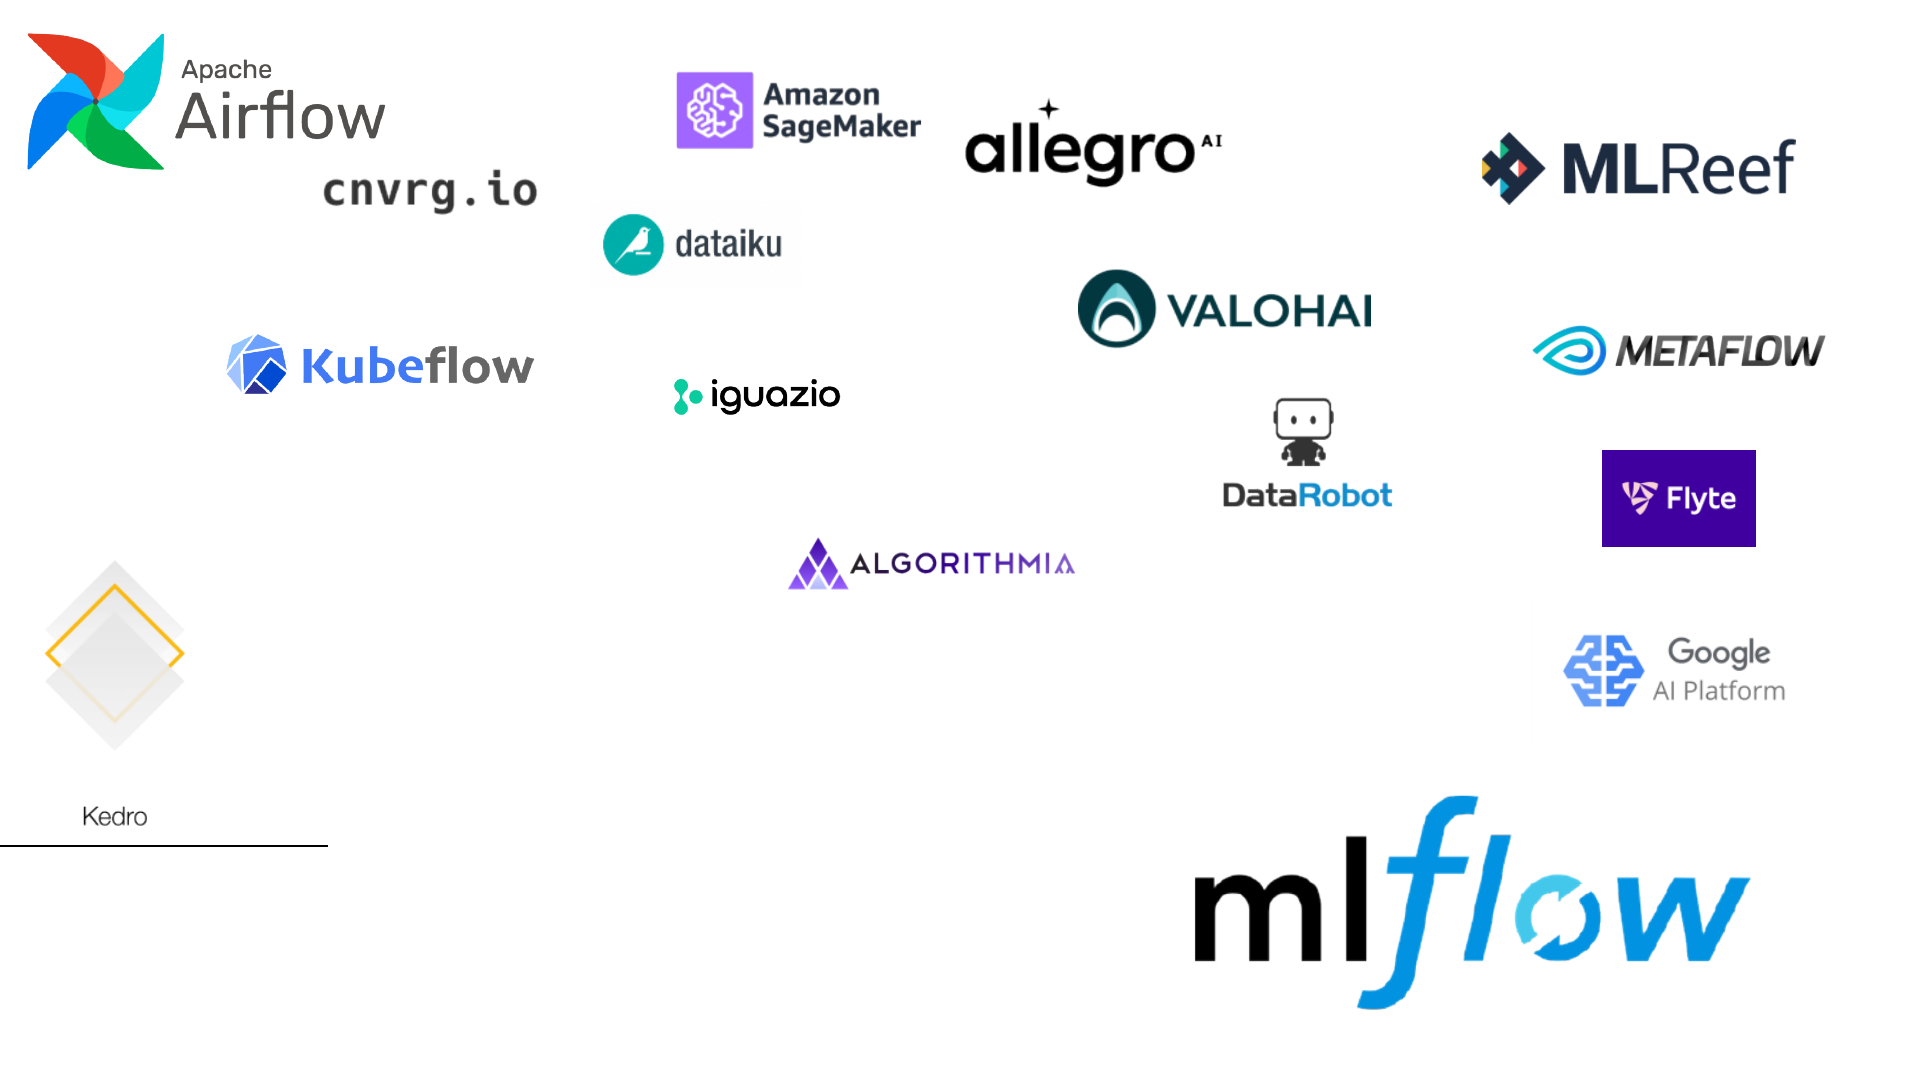 Apache
Airflow
cnvrg.io
Amazon
SageMaker
allegro AI
MLReef
dataiku
VALOHAI
Kubeflow
iguazio
METAFLOW
DataRobot
Flyte
ALGORITHMIA
Google
AI Platform
Kedro
mlflow